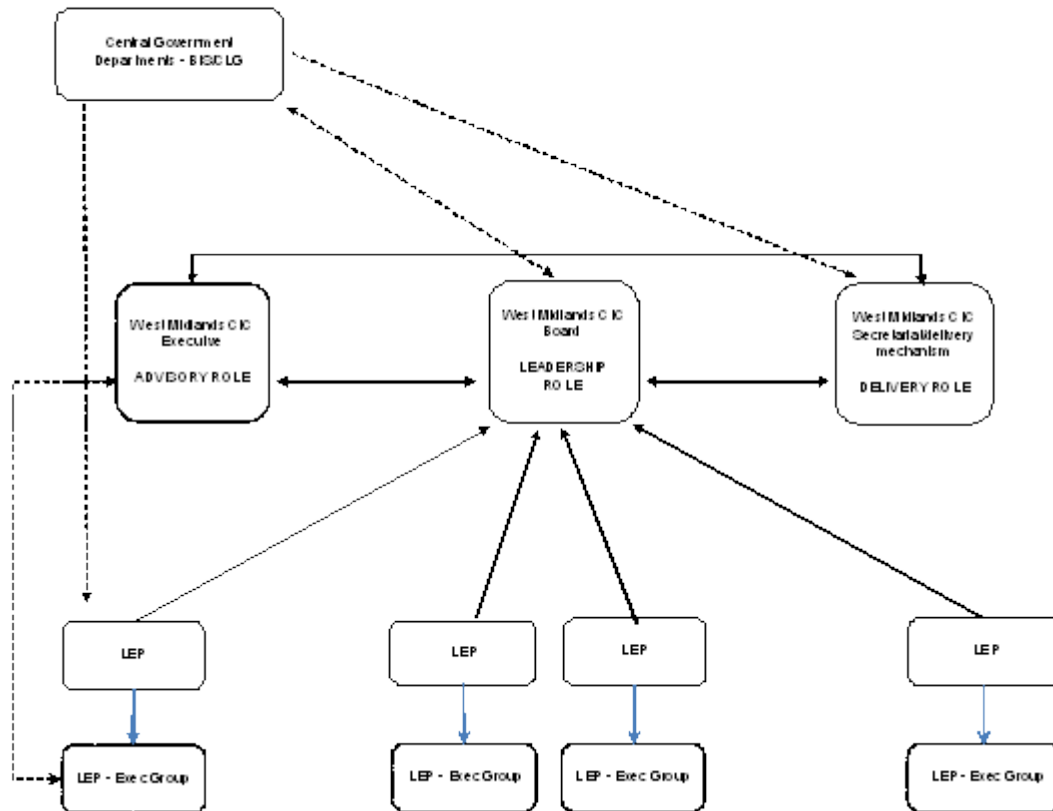 Central Government
Departments - BIS/CLG
West Midlands CIC
Executive
ADVISORY ROLE
West Midlands CIC
Board
LEADERSHIP
ROLE
West Midlands CIC
Secretariat/delivery
mechanism
DELIVERY ROLE
LEP
LEP
LEP
LEP
LEP - Exec Group
LEP - Exec Group
LEP - Exec Group
LEP - Exec Group